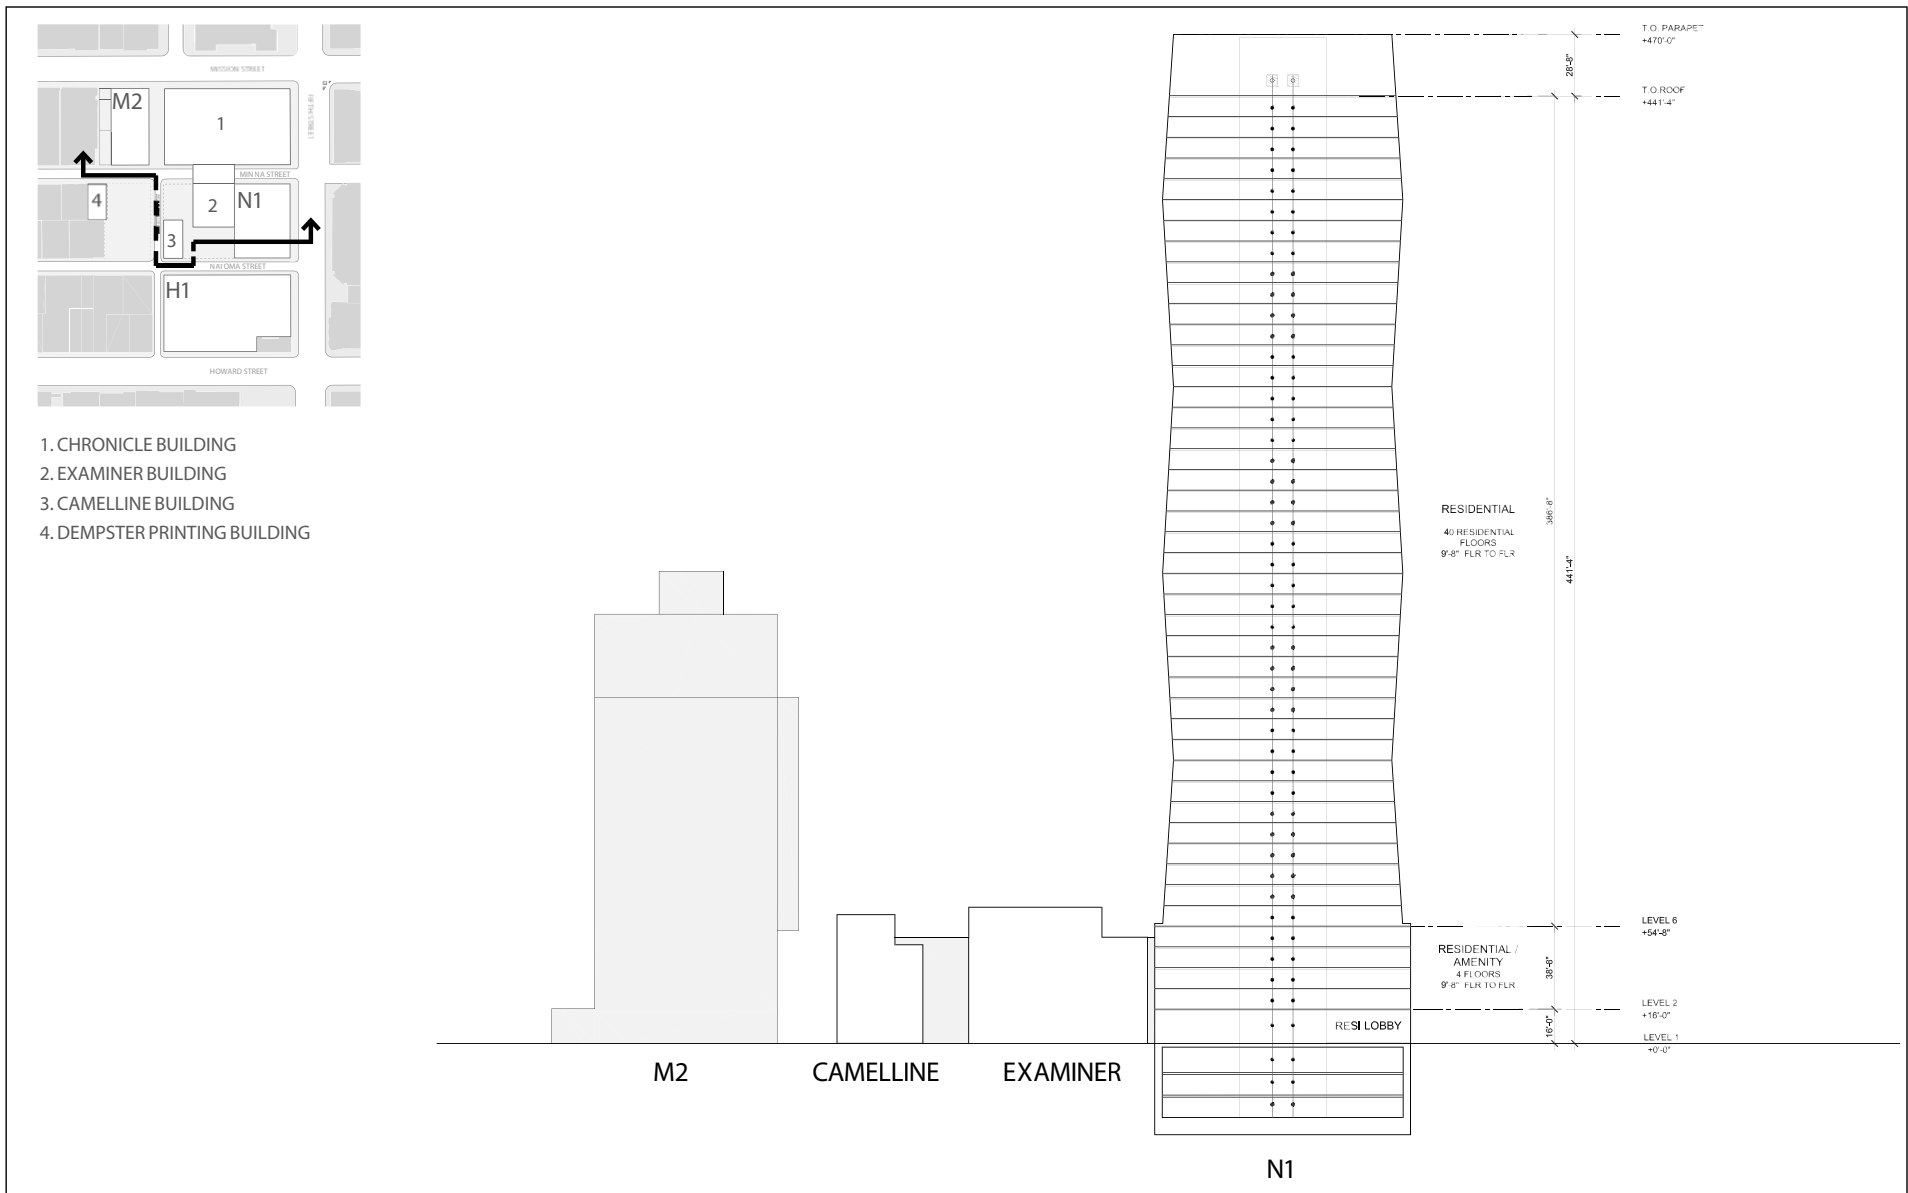 MISSION STREET
FIFTH STREET
M2
1
MINNA STREET
4
2
N1
3
NATOMA STREET
H1
HOWARD STREET
1. CHRONICLE BUILDING
2. EXAMINER BUILDING
3. CAMELLINE BUILDING
4. DEMPSTER PRINTING BUILDING
T.O. PARAPET
+470'-0"
28'-8"
T.O.ROOF
+441'-4"
RESIDENTIAL
40 RESIDENTIAL
FLOORS
9'-8" FLR TO FLR
386'-8"
441'-4"
LEVEL 6
+54'-8"
RESIDENTIAL /
AMENITY
4 FLOORS
9'-8" FLR TO FLR
38'-8"
LEVEL 2
+16'-0"
RESI LOBBY
16'-0"
LEVEL 1
+0'-0"
M2
CAMELLINE
EXAMINER
N1